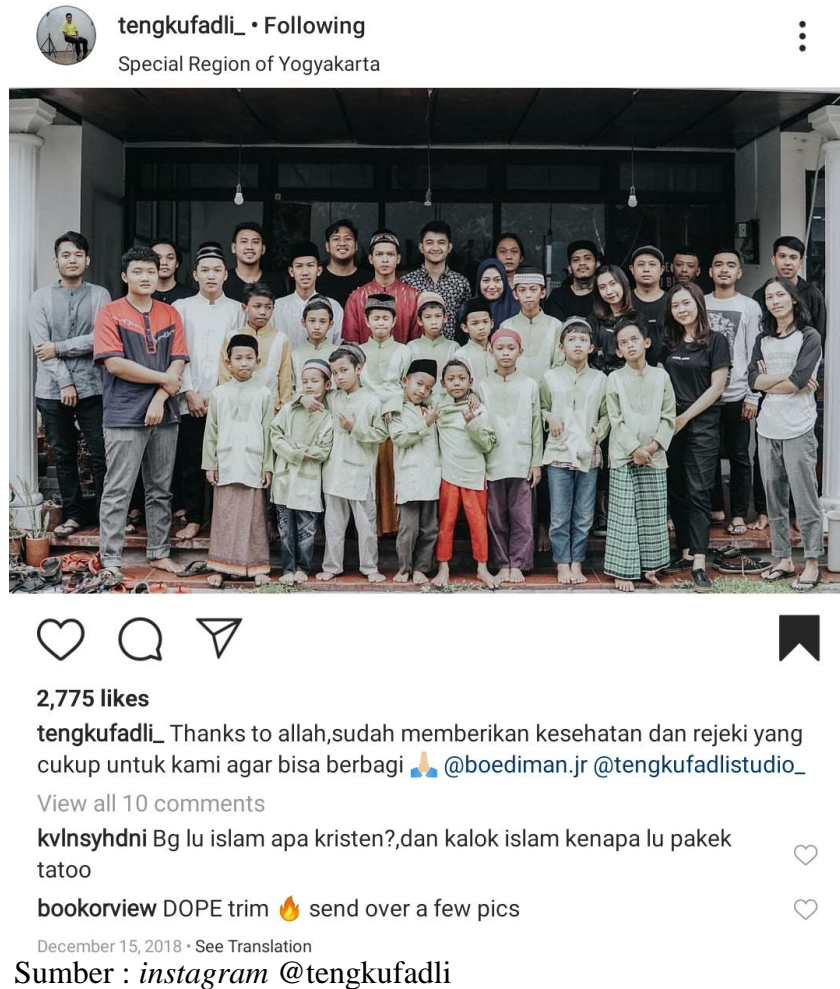 tengkufadli_ • Following
Special Region of Yogyakarta
2,775 likes
tengkufadli_ Thanks to allah,sudah memberikan kesehatan dan rejeki yang
cukup untuk kami agar bisa berbagi 🙏🏼 @boediman.jr @tengkufadlistudio_
View all 10 comments
kvlnsyhdni Bg lu islam apa kristen?,dan kalok islam kenapa lu pakek
tatoo
bookorview DOPE trim 🔥 send over a few pics
December 15, 2018 • See Translation
Sumber : instagram @tengkufadli